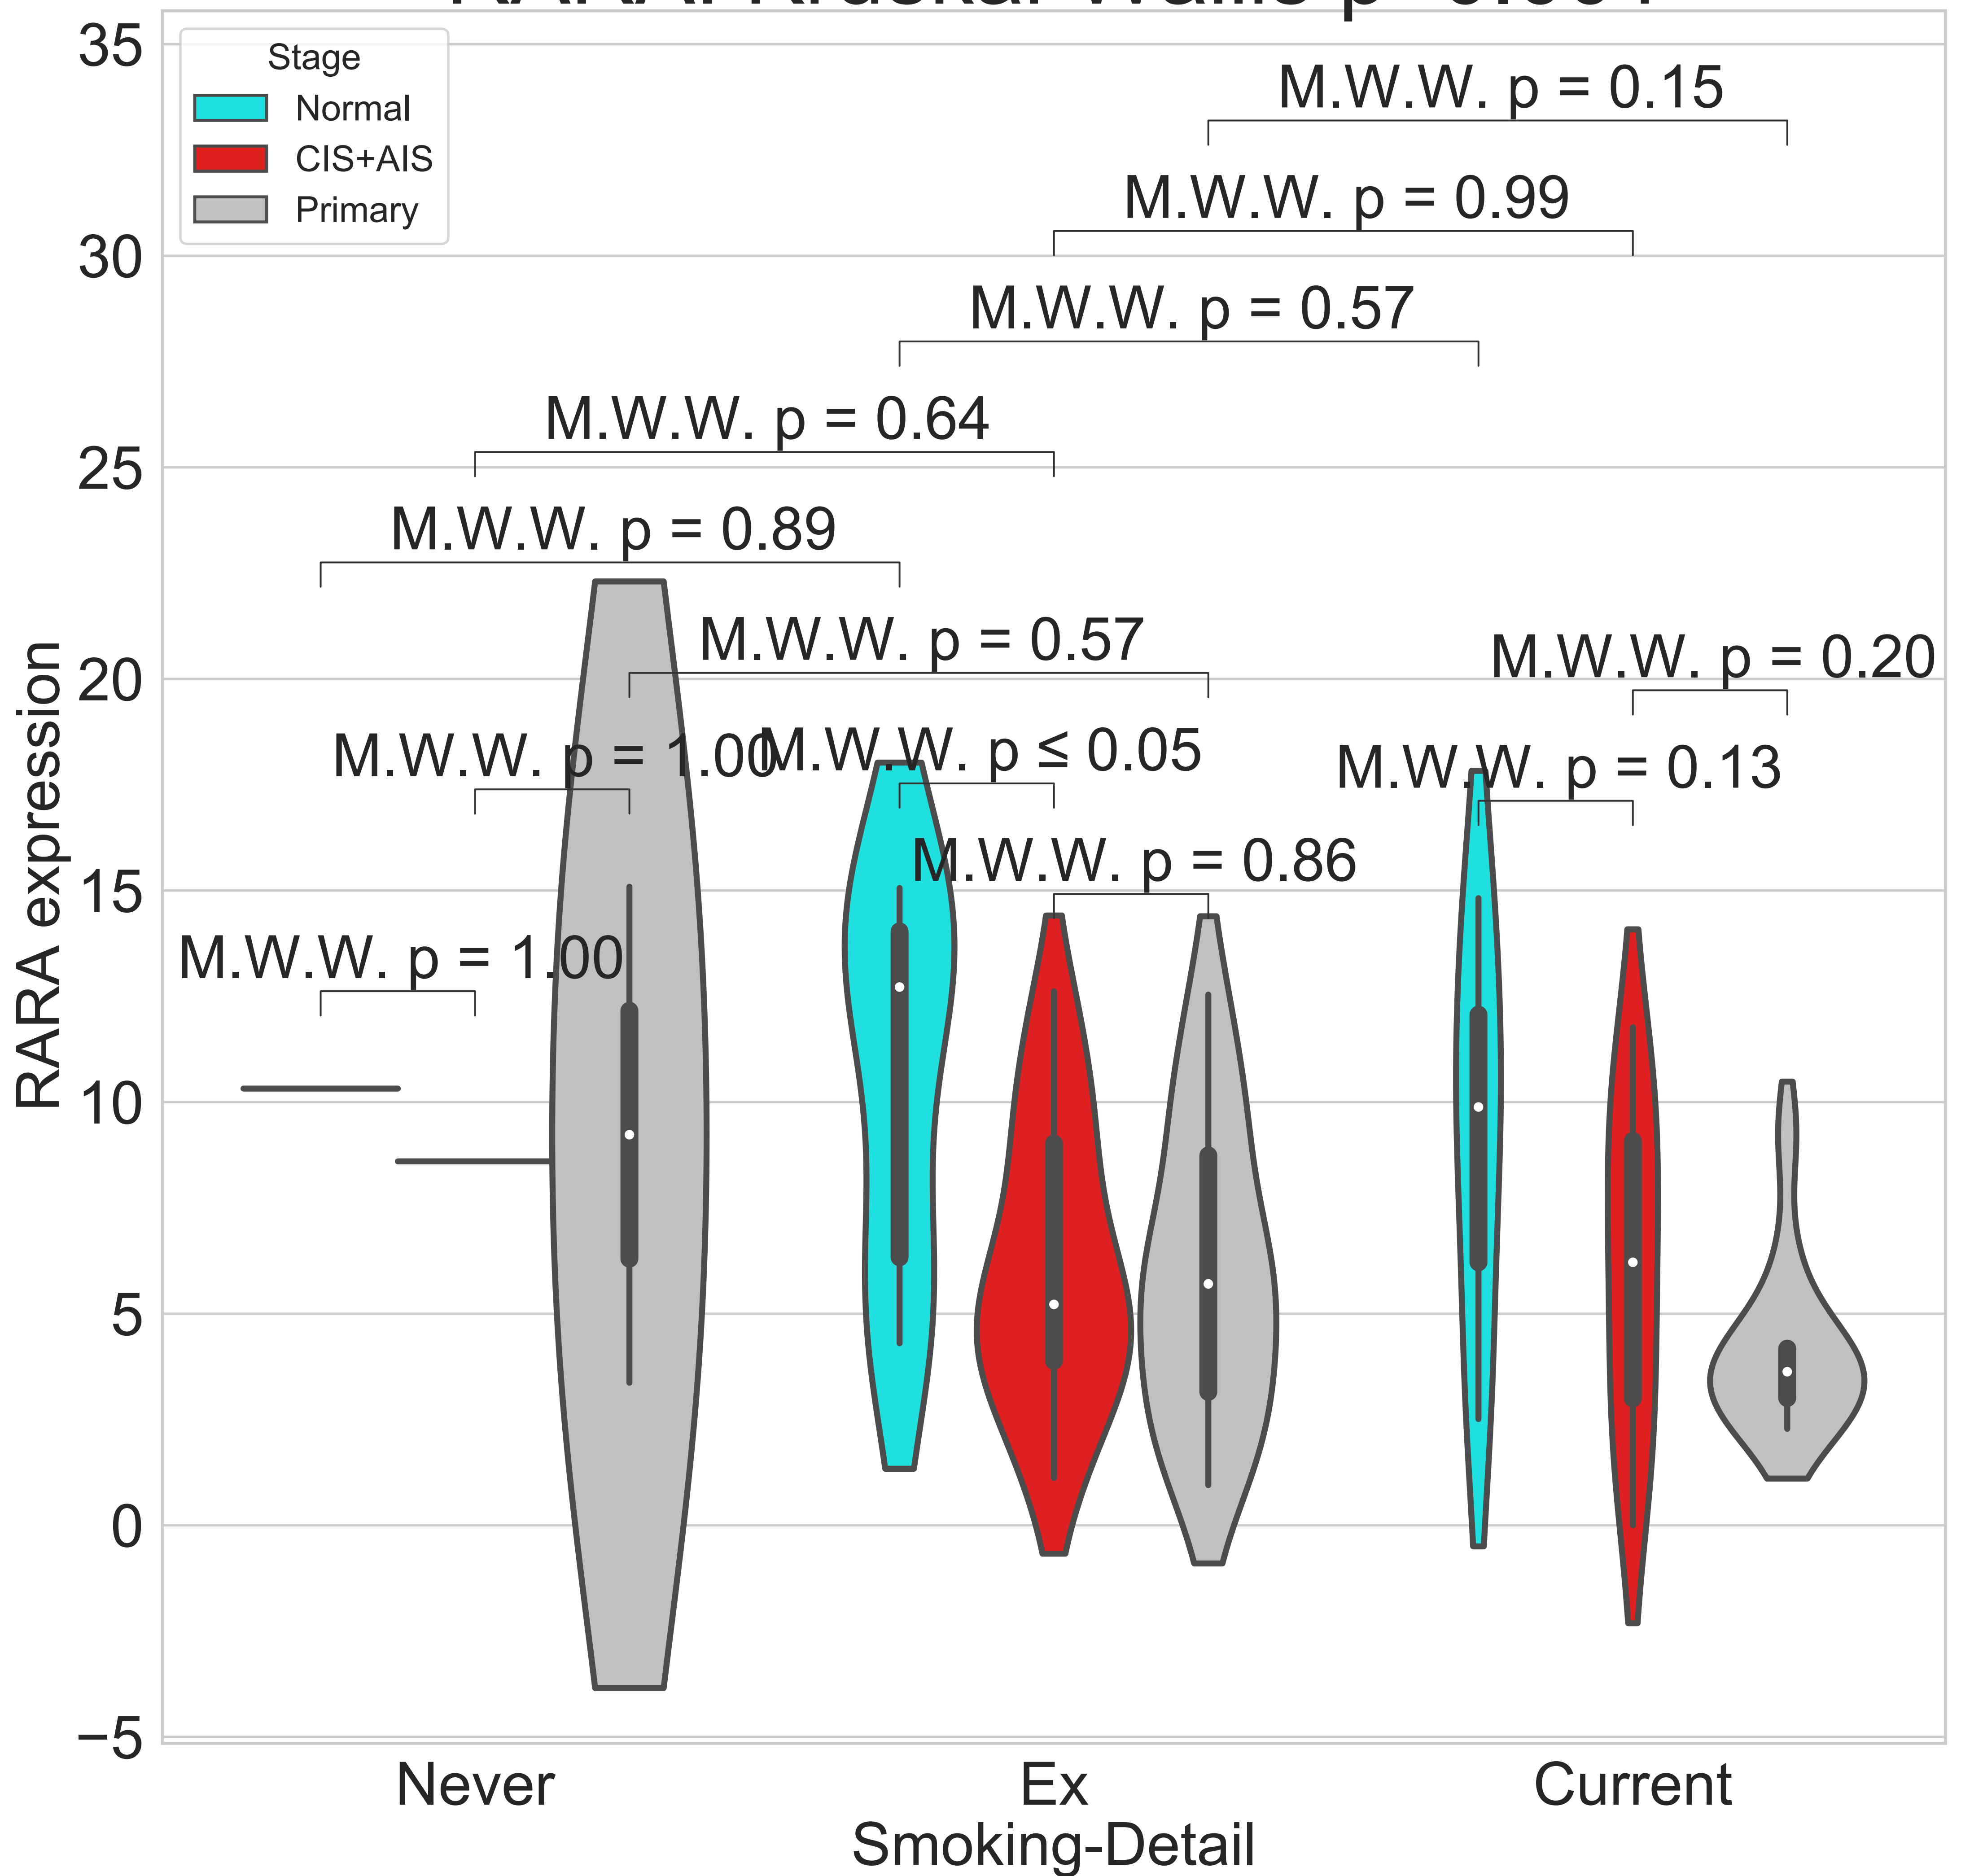 Stage
Normal
CIS+AIS
Primary
35
30
25
20
15
10
5
0
−5
RARA expression
M.W.W. p = 0.15
M.W.W. p = 0.99
M.W.W. p = 0.57
M.W.W. p = 0.64
M.W.W. p = 0.89
M.W.W. p = 0.57
M.W.W. p = 0.20
M.W.W. p = 1.00
M.W.W. p ≤ 0.05
M.W.W. p = 0.13
M.W.W. p = 0.86
M.W.W. p = 1.00
Never
Ex
Current
Smoking-Detail